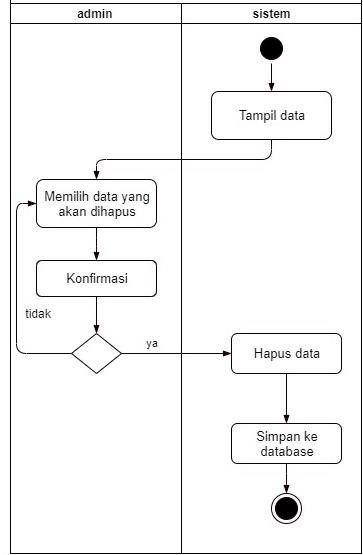 admin
sistem
Tampil data
Memilih data yang
akan dihapus
Konfirmasi
tidak
ya
Hapus data
Simpan ke
database